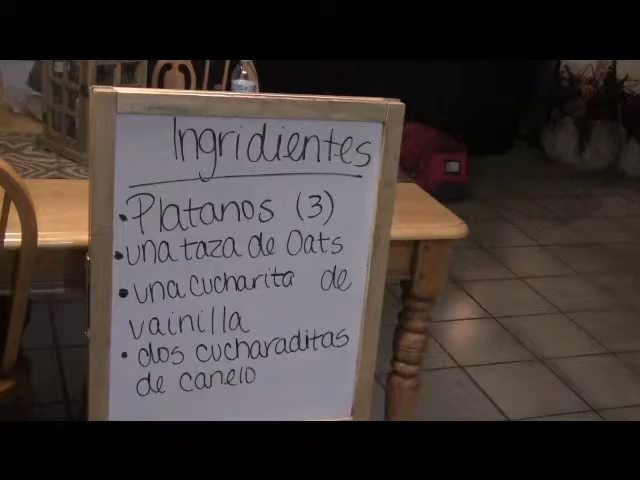 Ingridientes
• Platanos (3)
• una taza de Oats
• una cucharita de
vainilla
• dos cucharaditas
de canelo